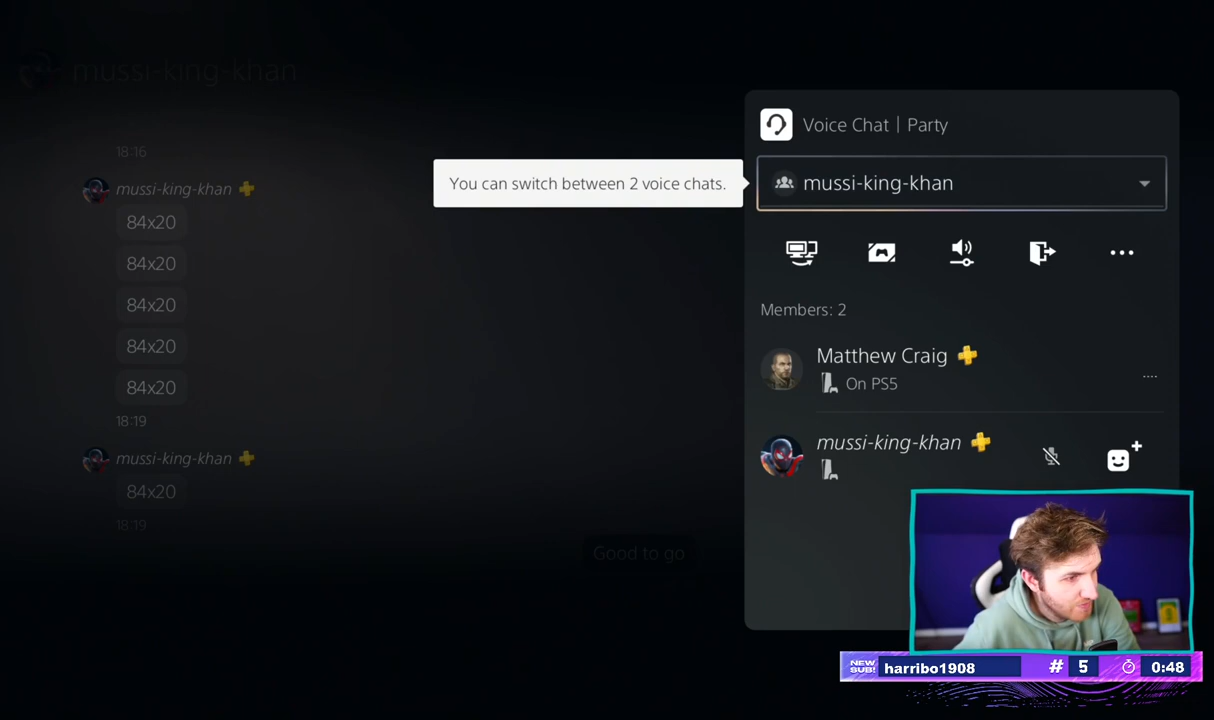 mussi-king-khan
18:16
mussi-king-khan
84x20
84x20
84x20
84x20
84x20
18:19
mussi-king-khan
84x20
18:19
Good to go
Voice Chat | Party
You can switch between 2 voice chats.
mussi-king-khan
Members: 2
Matthew Craig
On PS5
mussi-king-khan
NEW SUB!
harribo1908
# 5
0:48